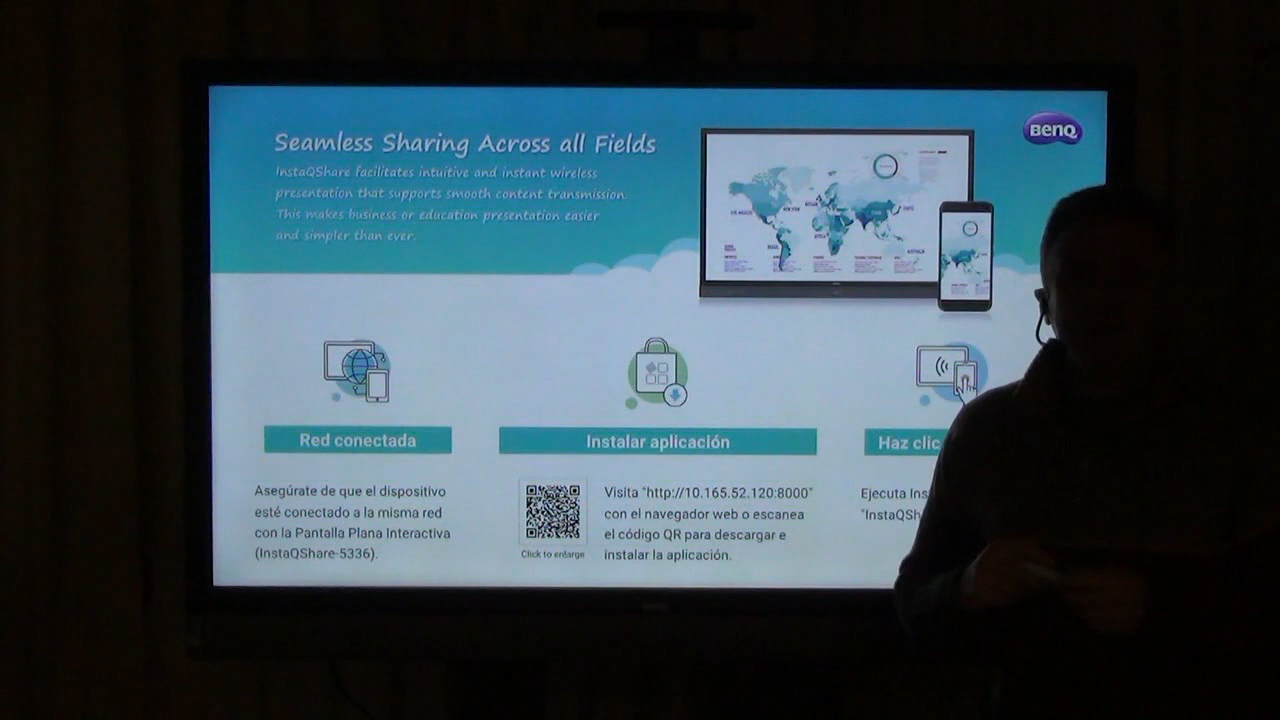 Seamless Sharing Across all Fields
InstaQShare facilitates intuitive and instant wireless
presentation that supports smooth content transmission.
This makes business or education presentation easier
and simpler than ever.
BenQ
Red conectada
Asegúrate de que el dispositivo
esté conectado a la misma red
con la Pantalla Plana Interactiva
(InstaQShare-5336).
Instalar aplicación
Click to enlarge
Visita "http://10.165.52.120:8000"
con el navegador web o escanea
el código QR para descargar e
instalar la aplicación.
Haz clic
Ejecuta Ins
"InstaQSh